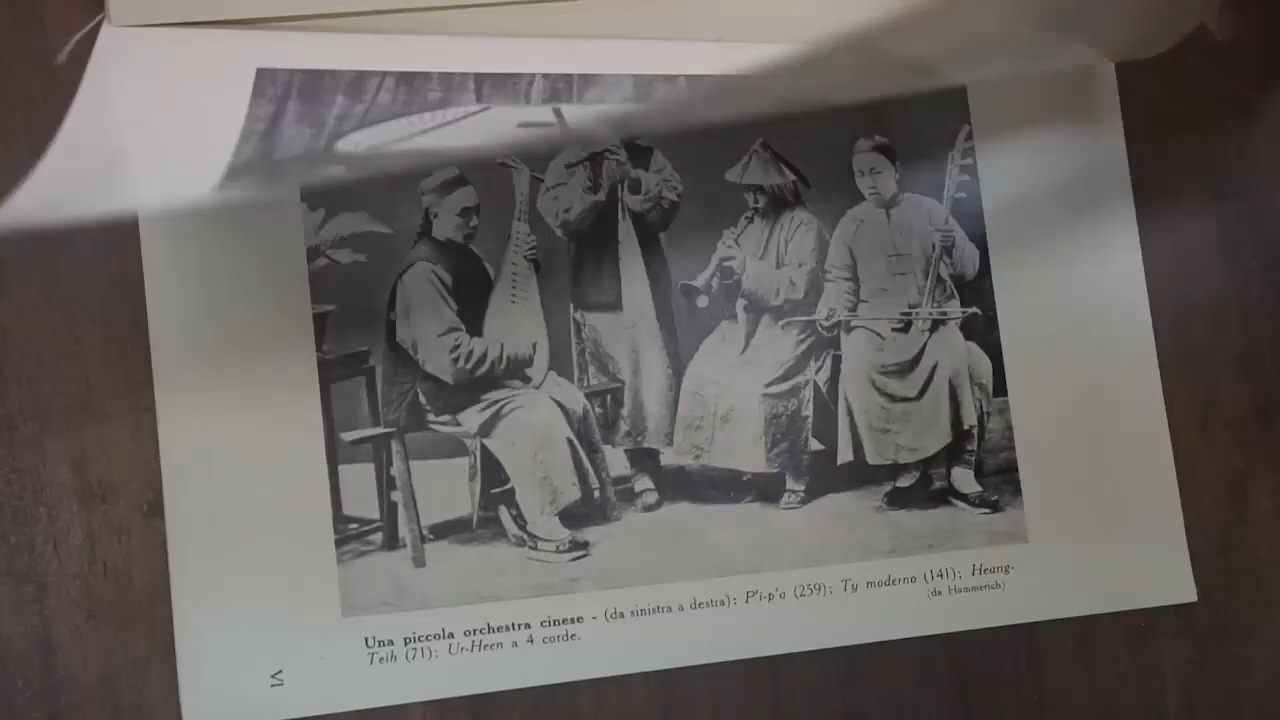 Una piccola orchestra cinese - (da sinistra a destra): P'i-p'a (259); Ty moderno (141); Heang-
Teih (71); Ur-Heen a 4 corde.
(da Hammerich)
VI